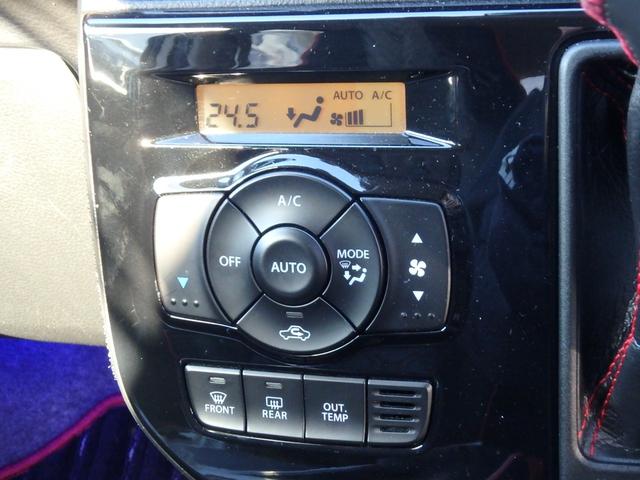 AUTO A/C
24.5
A/C
OFF
AUTO
MODE
FRONT
REAR
OUT.
TEMP